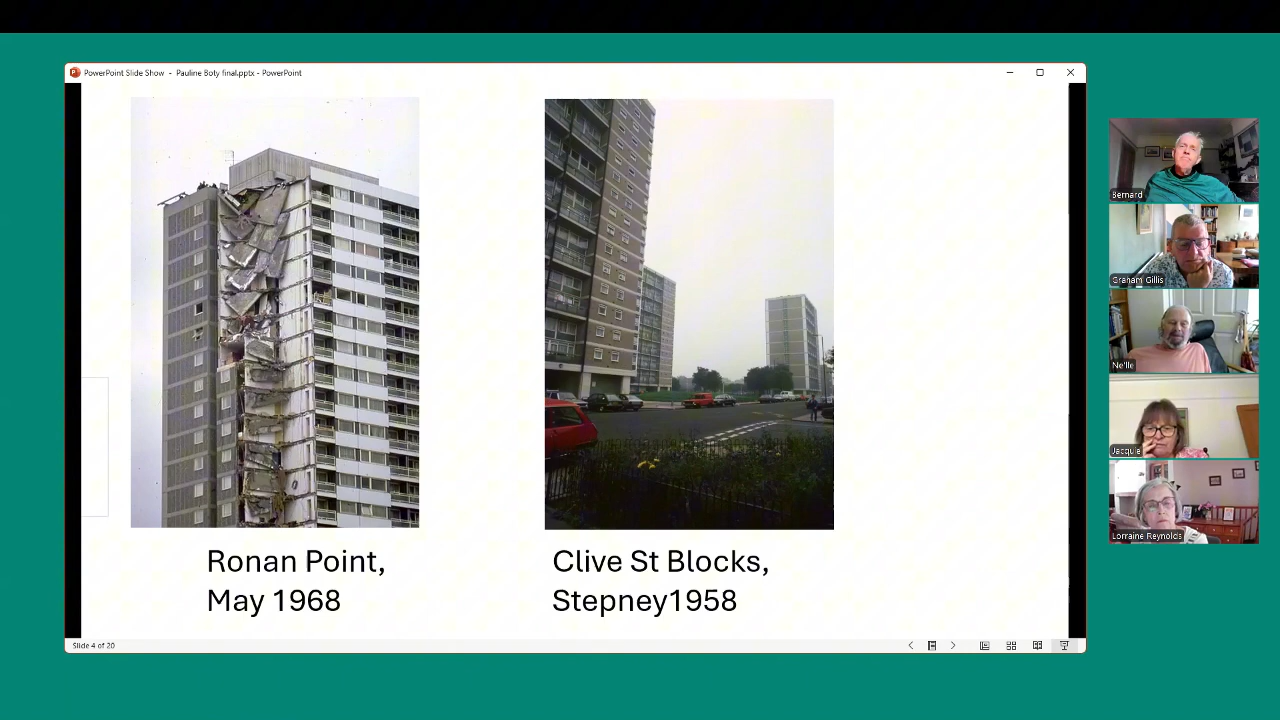 PowerPoint Slide Show - Pauline Boty final.pptx - PowerPoint
Ronan Point,
May 1968
Clive St Blocks,
Stepney1958
Slide 4 of 20
Bernard
Graham Gillis
Ne'lle
Jacquie
Lorraine Reynolds